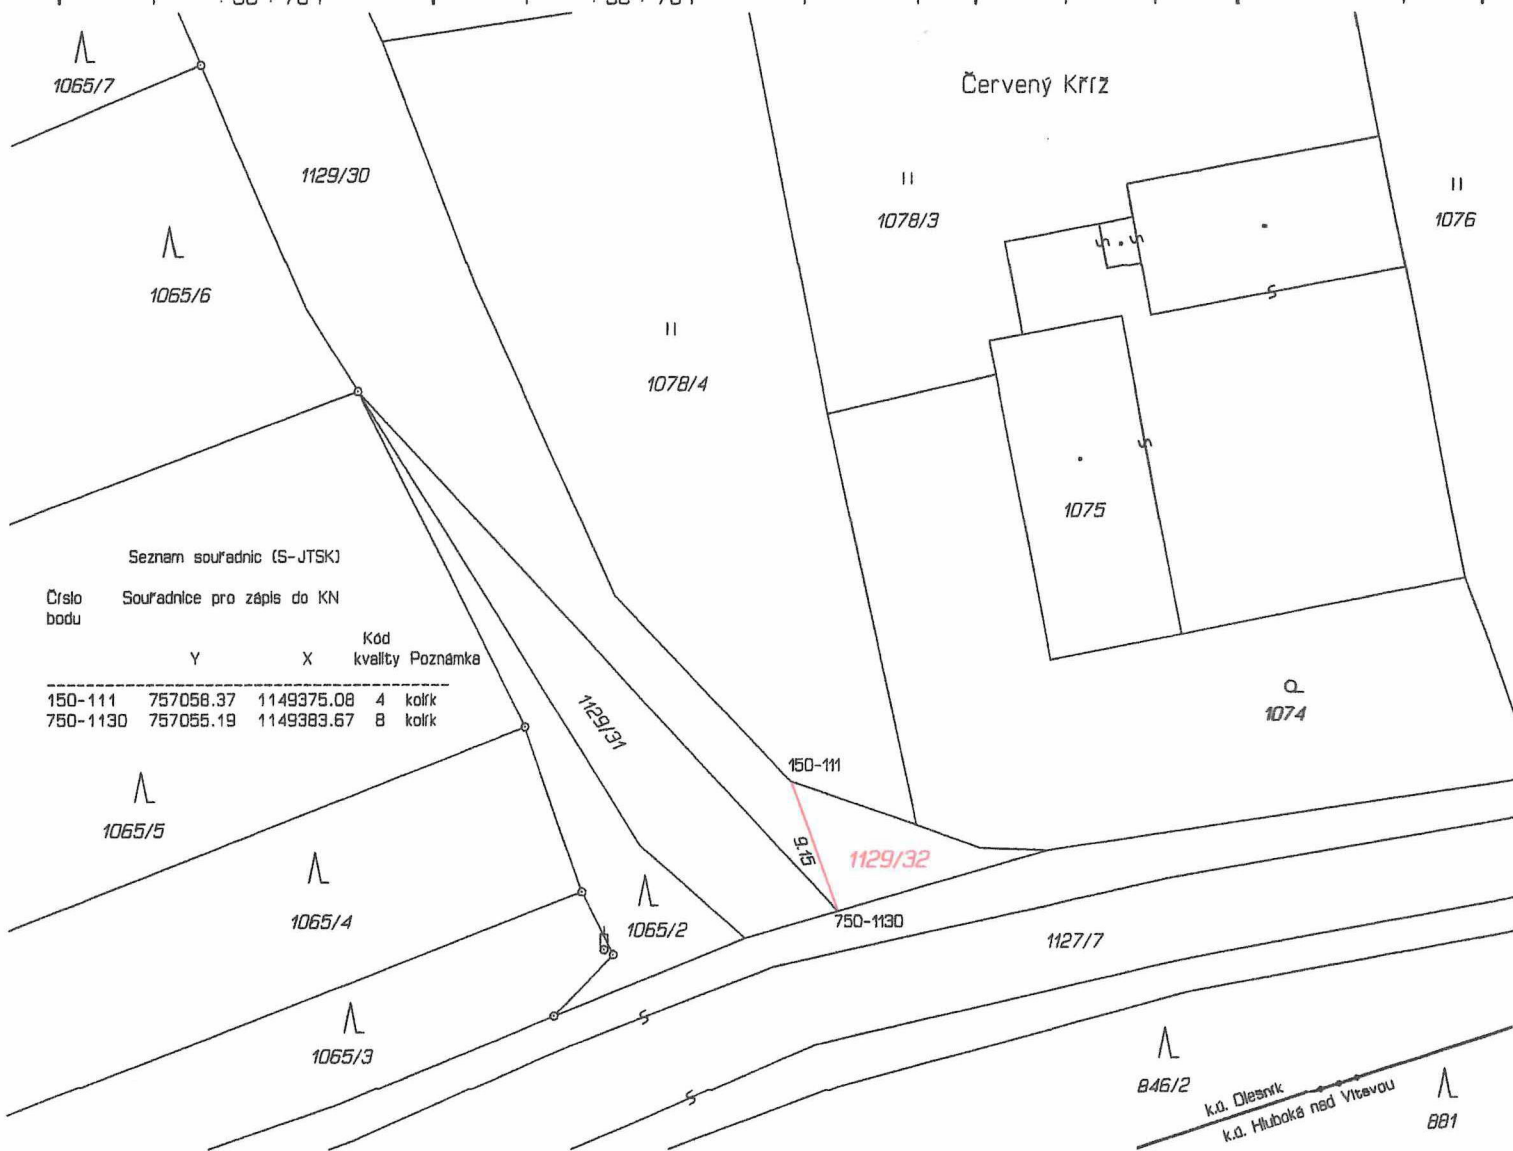 Červený Kříž
1065/7
1129/30
1078/3
1076
1065/6
1078/4
1075
Seznam souřadnic (S-JTSK)
Číslo bodu Souřadnice pro zápis do KN
Y X Kód kvality Poznámka
150-111 757058.37 1149375.08 4 kolík
750-1130 757055.19 1149383.67 8 kolík
1129/31
1074
150-111
1065/5
9.15
1129/32
1065/4
1065/2
750-1130
1127/7
1065/3
846/2
k.ú. Olešník
k.ú. Hluboká nad Vltavou
881